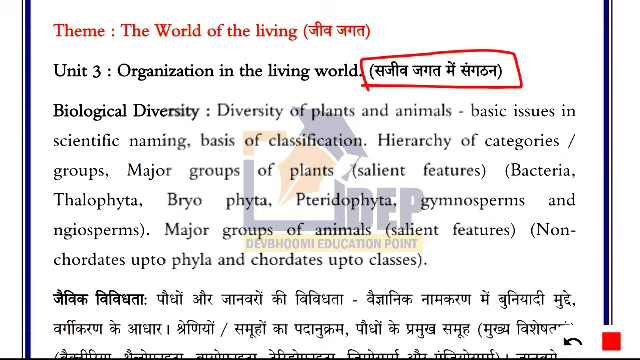 Theme : The World of the living (जीव जगत)
Unit 3 : Organization in the living world. (सजीव जगत में संगठन)
Biological Diversity : Diversity of plants and animals - basic issues in
scientific naming, basis of classification. Hierarchy of categories /
groups, Major groups of plants (salient features) (Bacteria,
Thalophyta, Bryo phyta, Pteridophyta, gymnosperms and
ngiosperms). Major groups of animals (salient features) (Non-
chordates upto phyla and chordates upto classes).
IDEP
DEVBHOOMI EDUCATION POINT
जैविक विविधता: पौधों और जानवरों की विविधता - वैज्ञानिक नामकरण में बुनियादी मुद्दे,
वर्गीकरण के आधार। श्रेणियों / समूहों का पदानुक्रम, पौधों के प्रमुख समूह (मुख्य विशेषताएं)